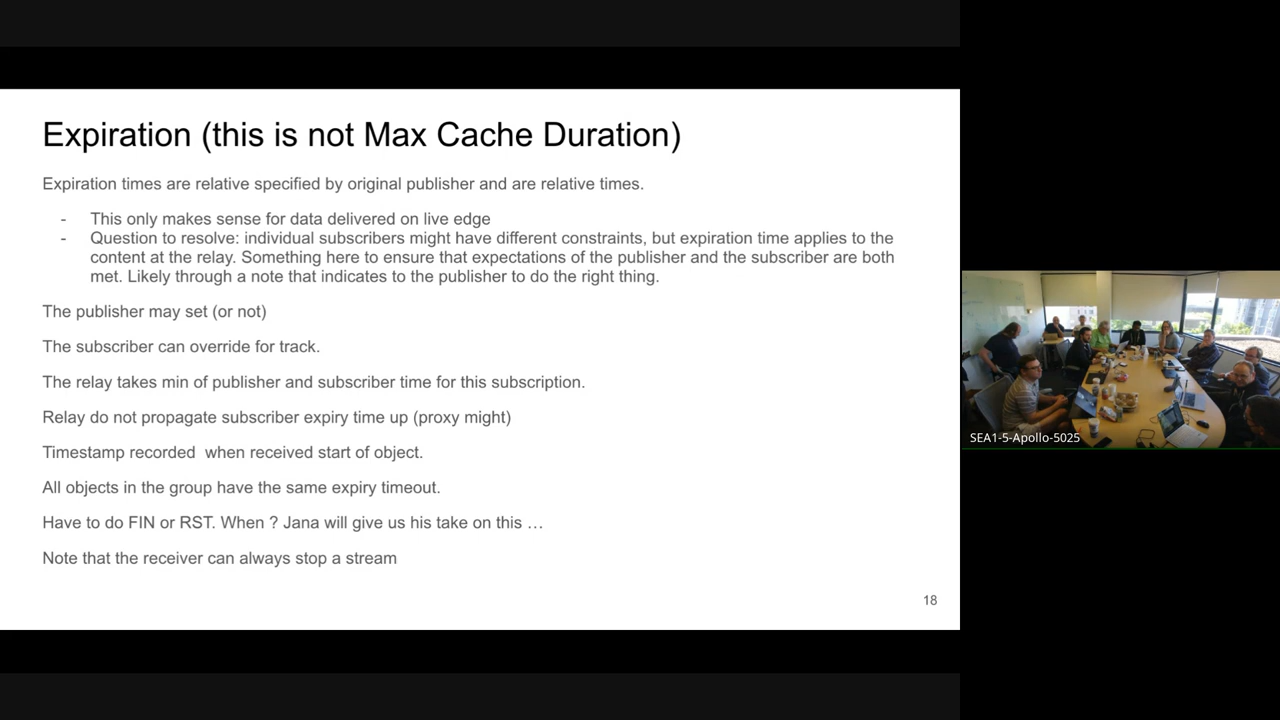 Expiration (this is not Max Cache Duration)
Expiration times are relative specified by original publisher and are relative times.
- This only makes sense for data delivered on live edge
- Question to resolve: individual subscribers might have different constraints, but expiration time applies to the
content at the relay. Something here to ensure that expectations of the publisher and the subscriber are both
met. Likely through a note that indicates to the publisher to do the right thing.
The publisher may set (or not)
The subscriber can override for track.
The relay takes min of publisher and subscriber time for this subscription.
Relay do not propagate subscriber expiry time up (proxy might)
Timestamp recorded when received start of object.
All objects in the group have the same expiry timeout.
Have to do FIN or RST. When ? Jana will give us his take on this …
Note that the receiver can always stop a stream
18
SEA1-5-Apollo-5025